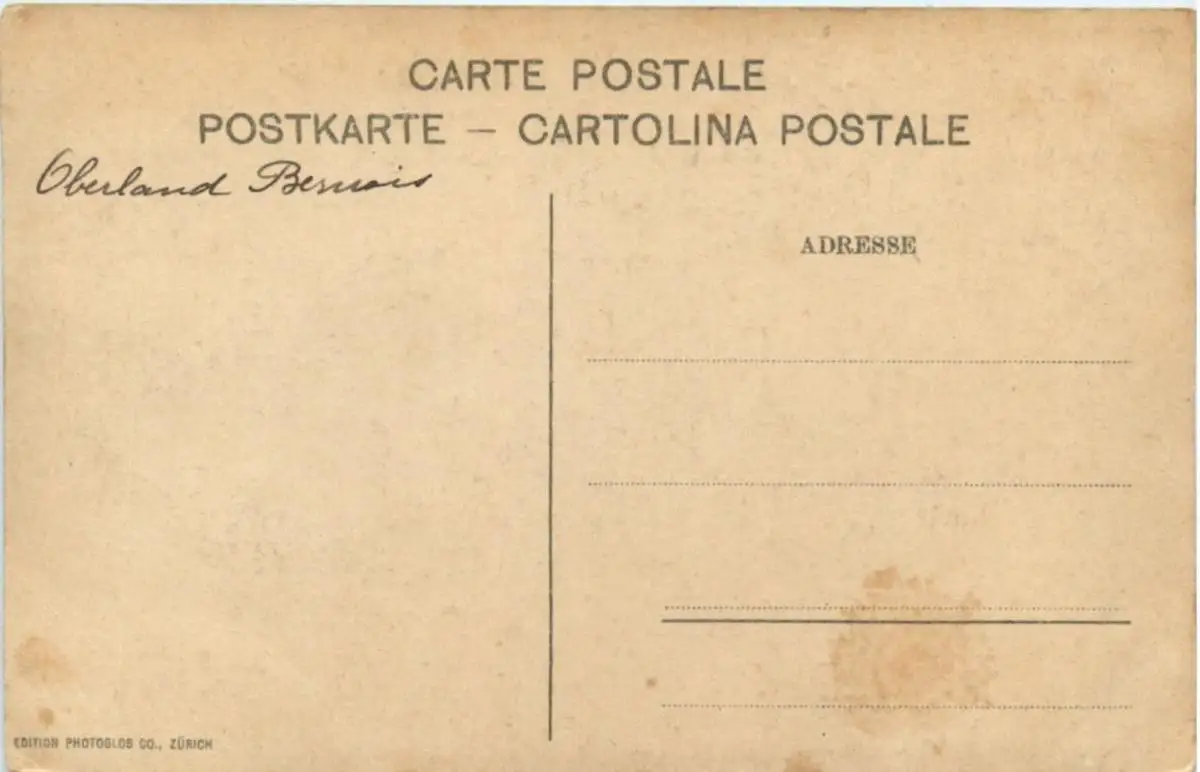 CARTE POSTALE
POSTKARTE — CARTOLINA POSTALE
Oberland Bernois
ADRESSE
EDITION PHOTOGLOB CO., ZÜRICH